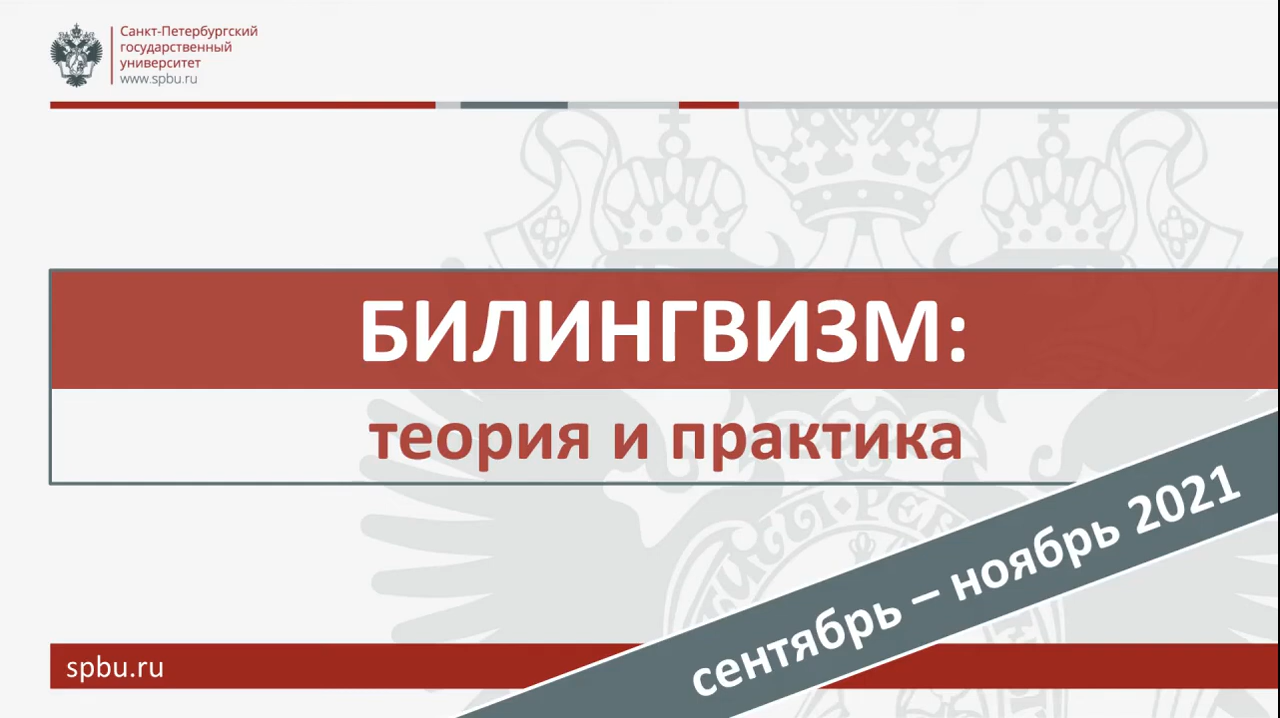 Санкт-Петербургский
государственный
университет
www.spbu.ru
БИЛИНГВИЗМ:
теория и практика
сентябрь – ноябрь 2021
spbu.ru